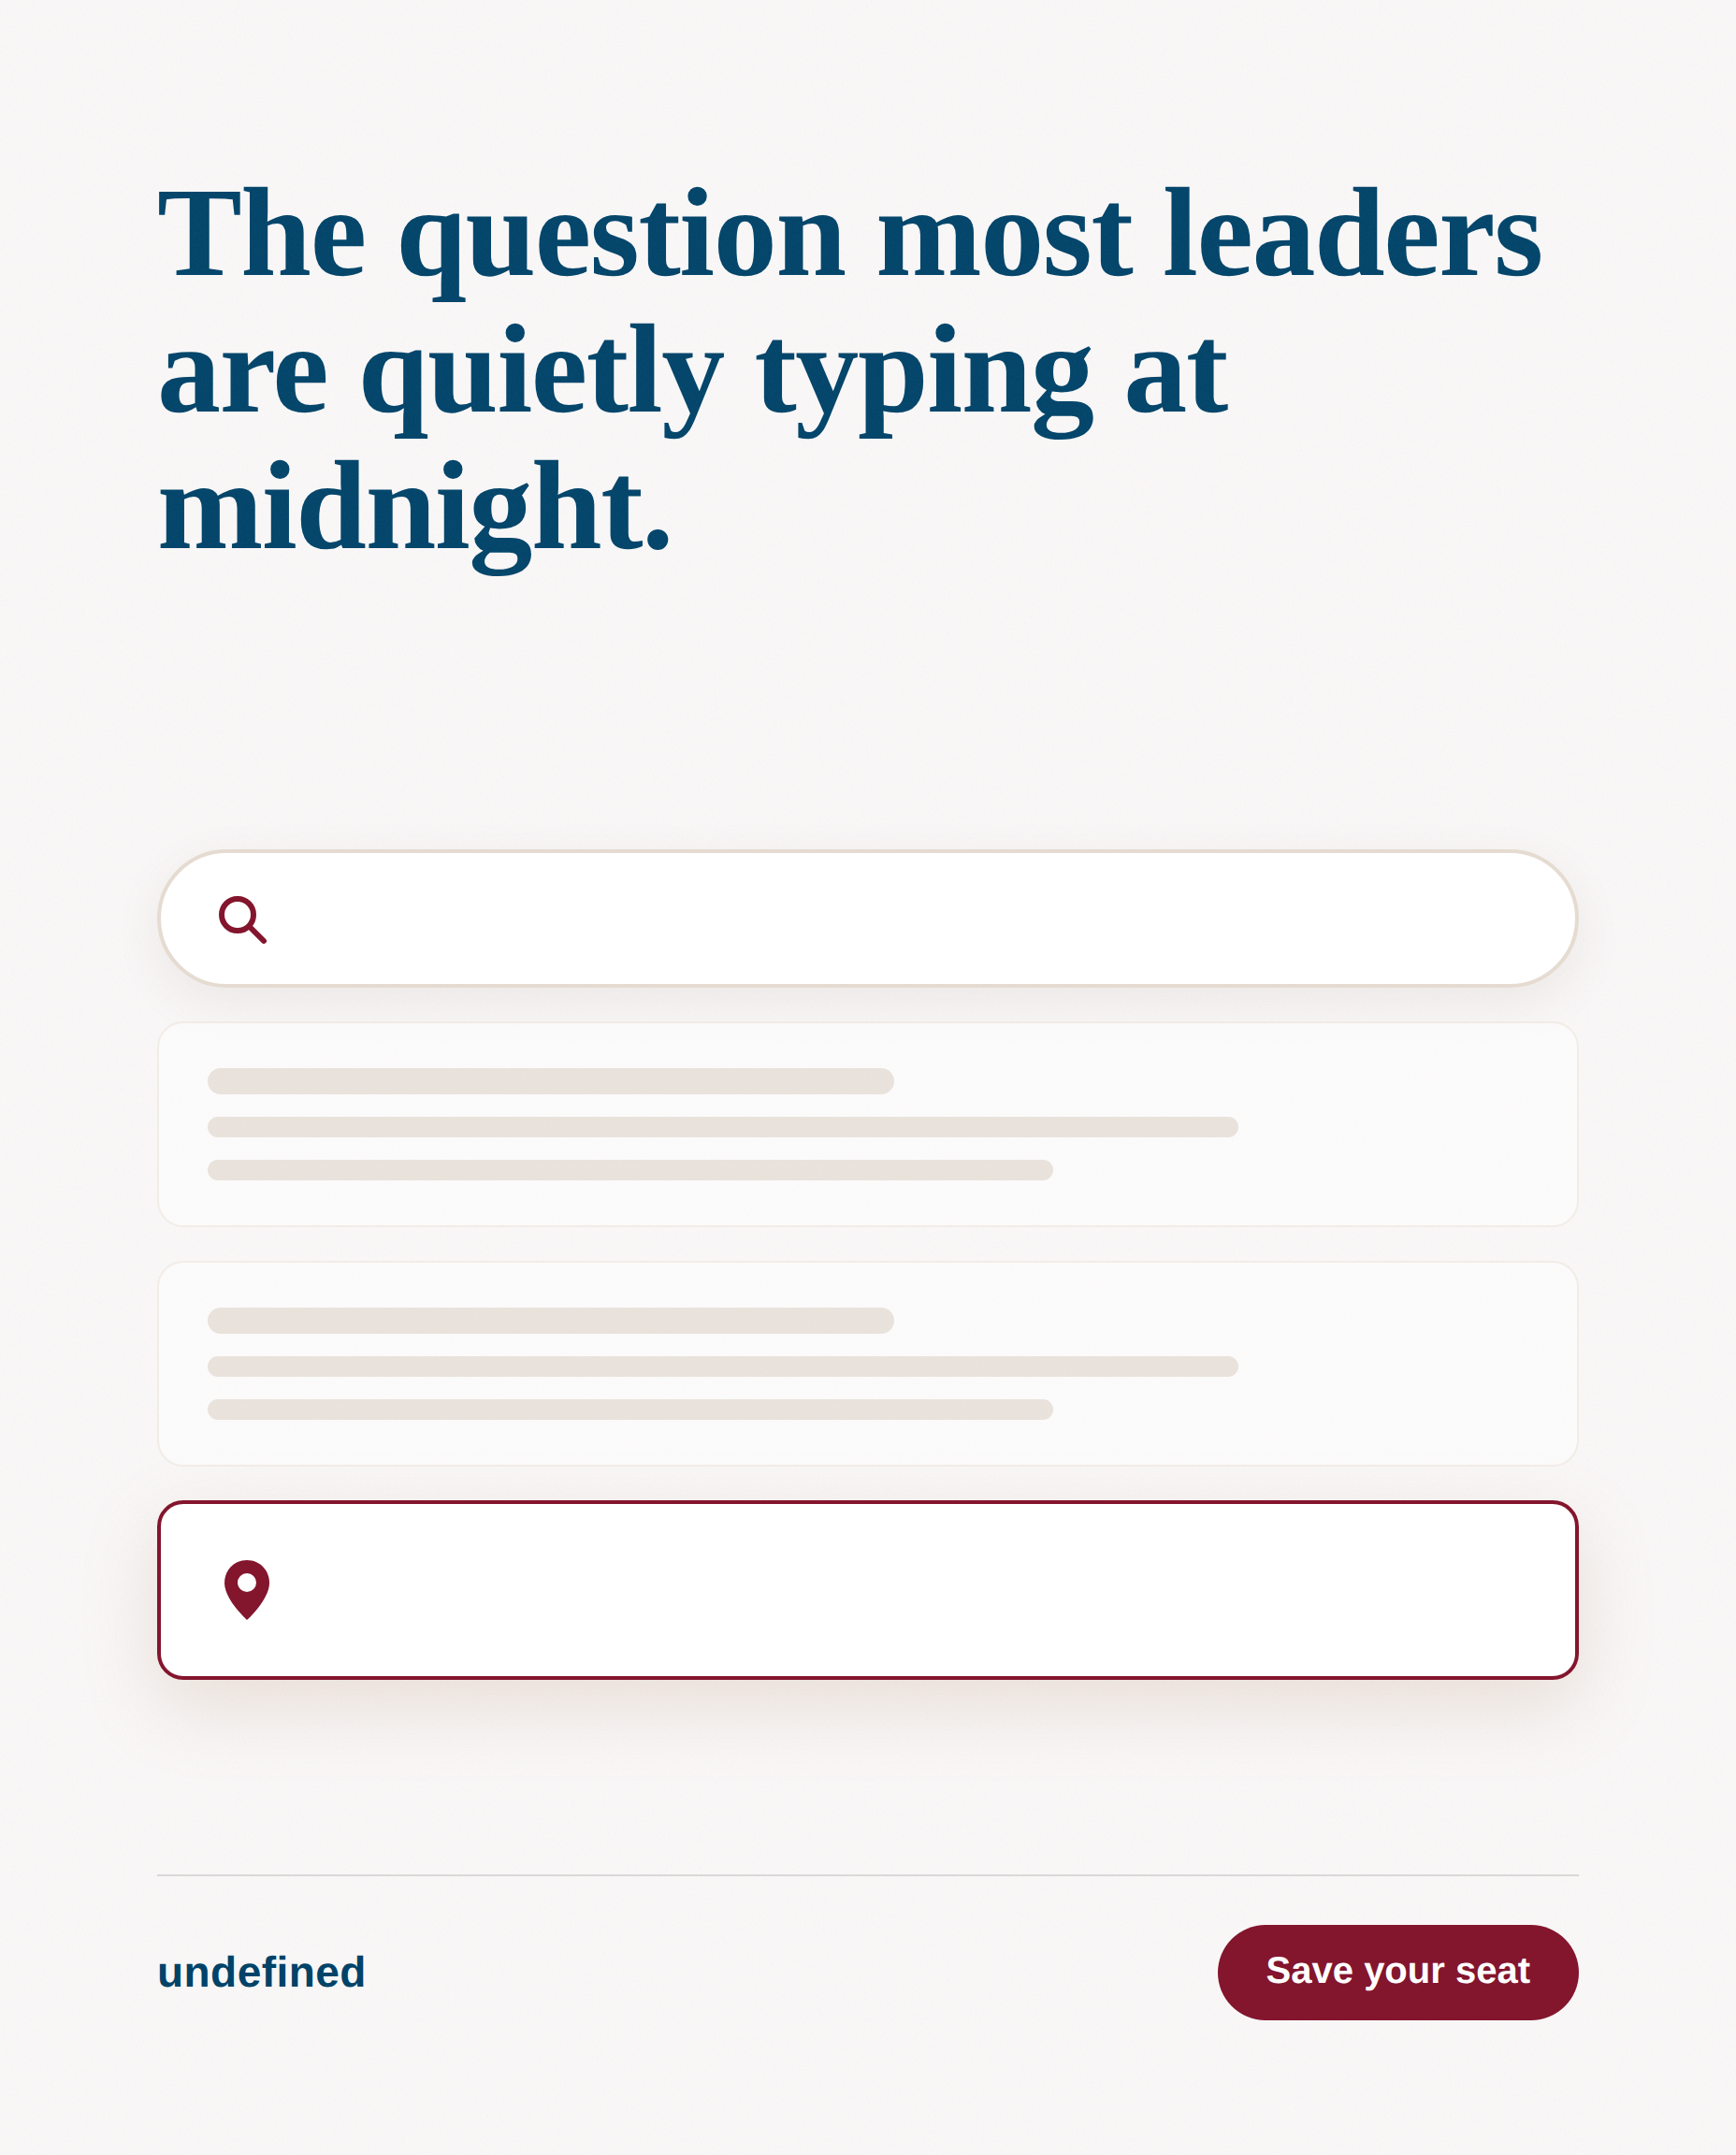 The question most leaders
are quietly typing at
midnight.
undefined
Save your seat